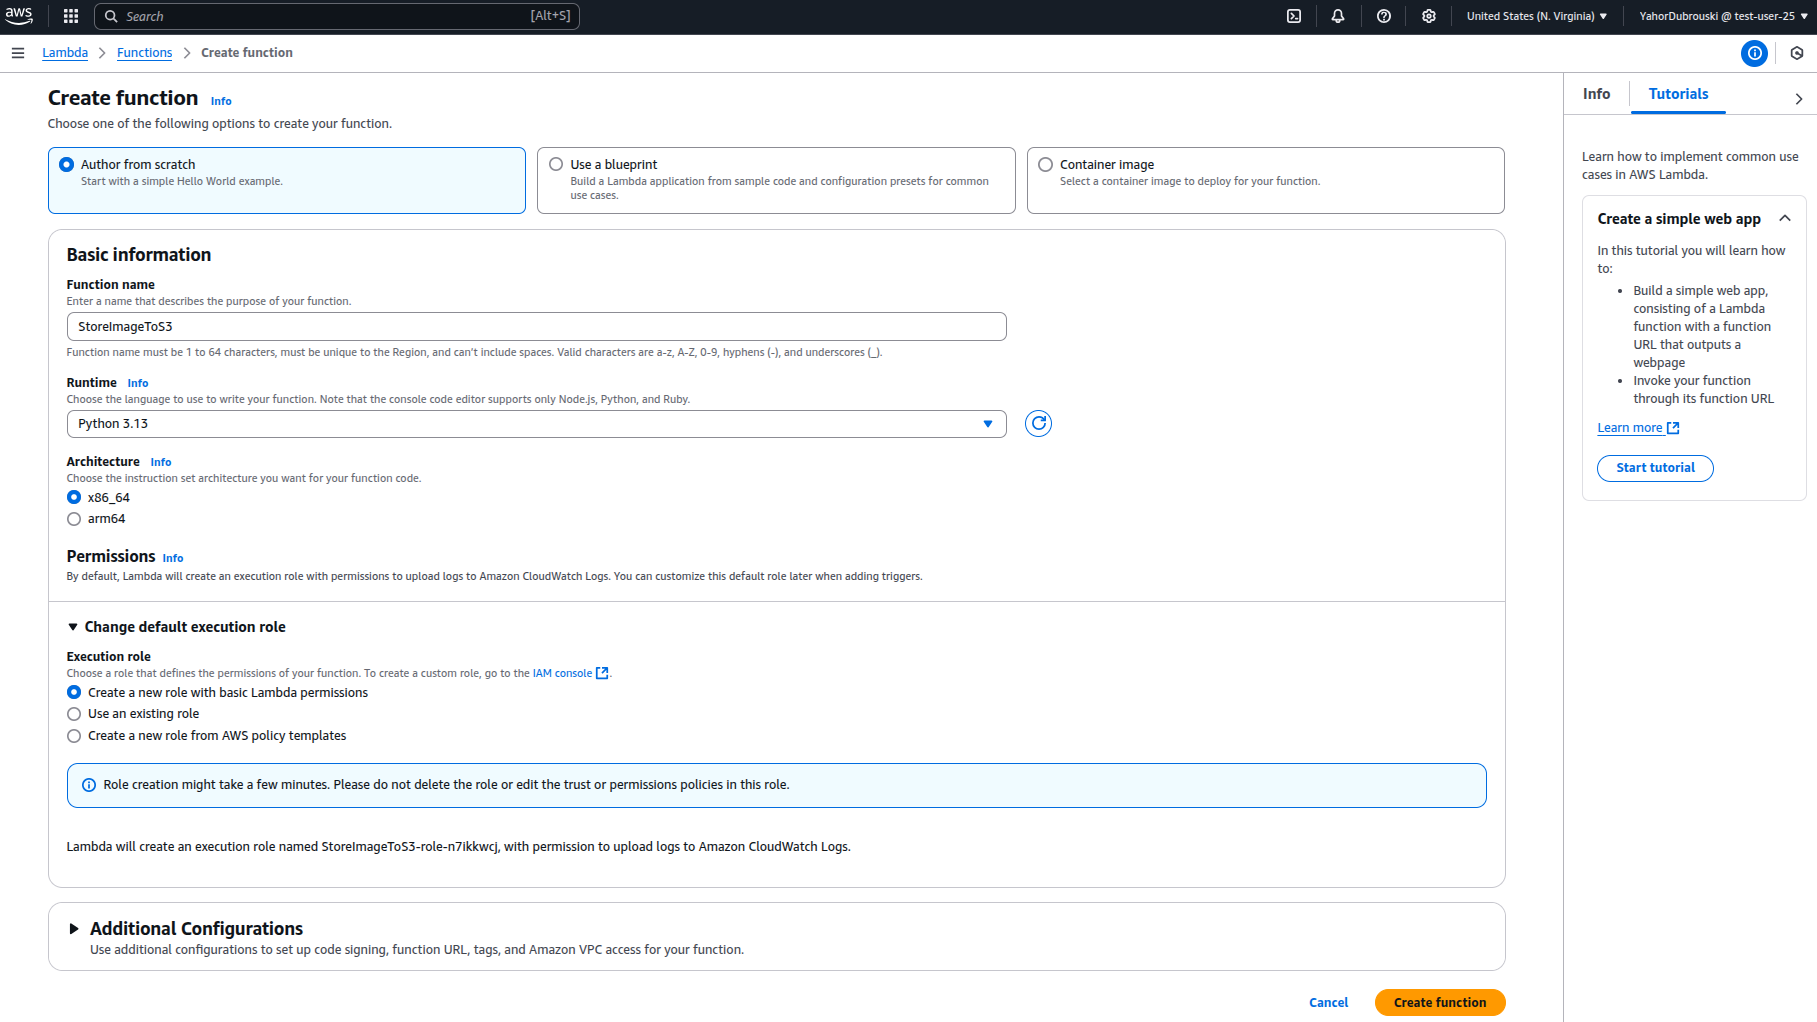 aws
Search
[Alt+S]
United States (N. Virginia)
YahorDubrouski @ test-user-25
Lambda
Functions
Create function
Create function Info
Choose one of the following options to create your function.
Author from scratch
Start with a simple Hello World example.
Use a blueprint
Build a Lambda application from sample code and configuration presets for common
use cases.
Container image
Select a container image to deploy for your function.
Basic information
Function name
Enter a name that describes the purpose of your function.
StoreImageToS3
Function name must be 1 to 64 characters, must be unique to the Region, and can't include spaces. Valid characters are a-z, A-Z, 0-9, hyphens (-), and underscores (_).
Runtime Info
Choose the language to use to write your function. Note that the console code editor supports only Node.js, Python, and Ruby.
Python 3.13
Architecture Info
Choose the instruction set architecture you want for your function code.
x86_64
arm64
Permissions Info
By default, Lambda will create an execution role with permissions to upload logs to Amazon CloudWatch Logs. You can customize this default role later when adding triggers.
Change default execution role
Execution role
Choose a role that defines the permissions of your function. To create a custom role, go to the IAM console .
Create a new role with basic Lambda permissions
Use an existing role
Create a new role from AWS policy templates
Role creation might take a few minutes. Please do not delete the role or edit the trust or permissions policies in this role.
Lambda will create an execution role named StoreImageToS3-role-n7ikkwcj, with permission to upload logs to Amazon CloudWatch Logs.
Additional Configurations
Use additional configurations to set up code signing, function URL, tags, and Amazon VPC access for your function.
Cancel
Create function
Info
Tutorials
Learn how to implement common use
cases in AWS Lambda.
Create a simple web app
In this tutorial you will learn how
to:
• Build a simple web app,
consisting of a Lambda
function with a function
URL that outputs a
webpage
• Invoke your function
through its function URL
Learn more
Start tutorial